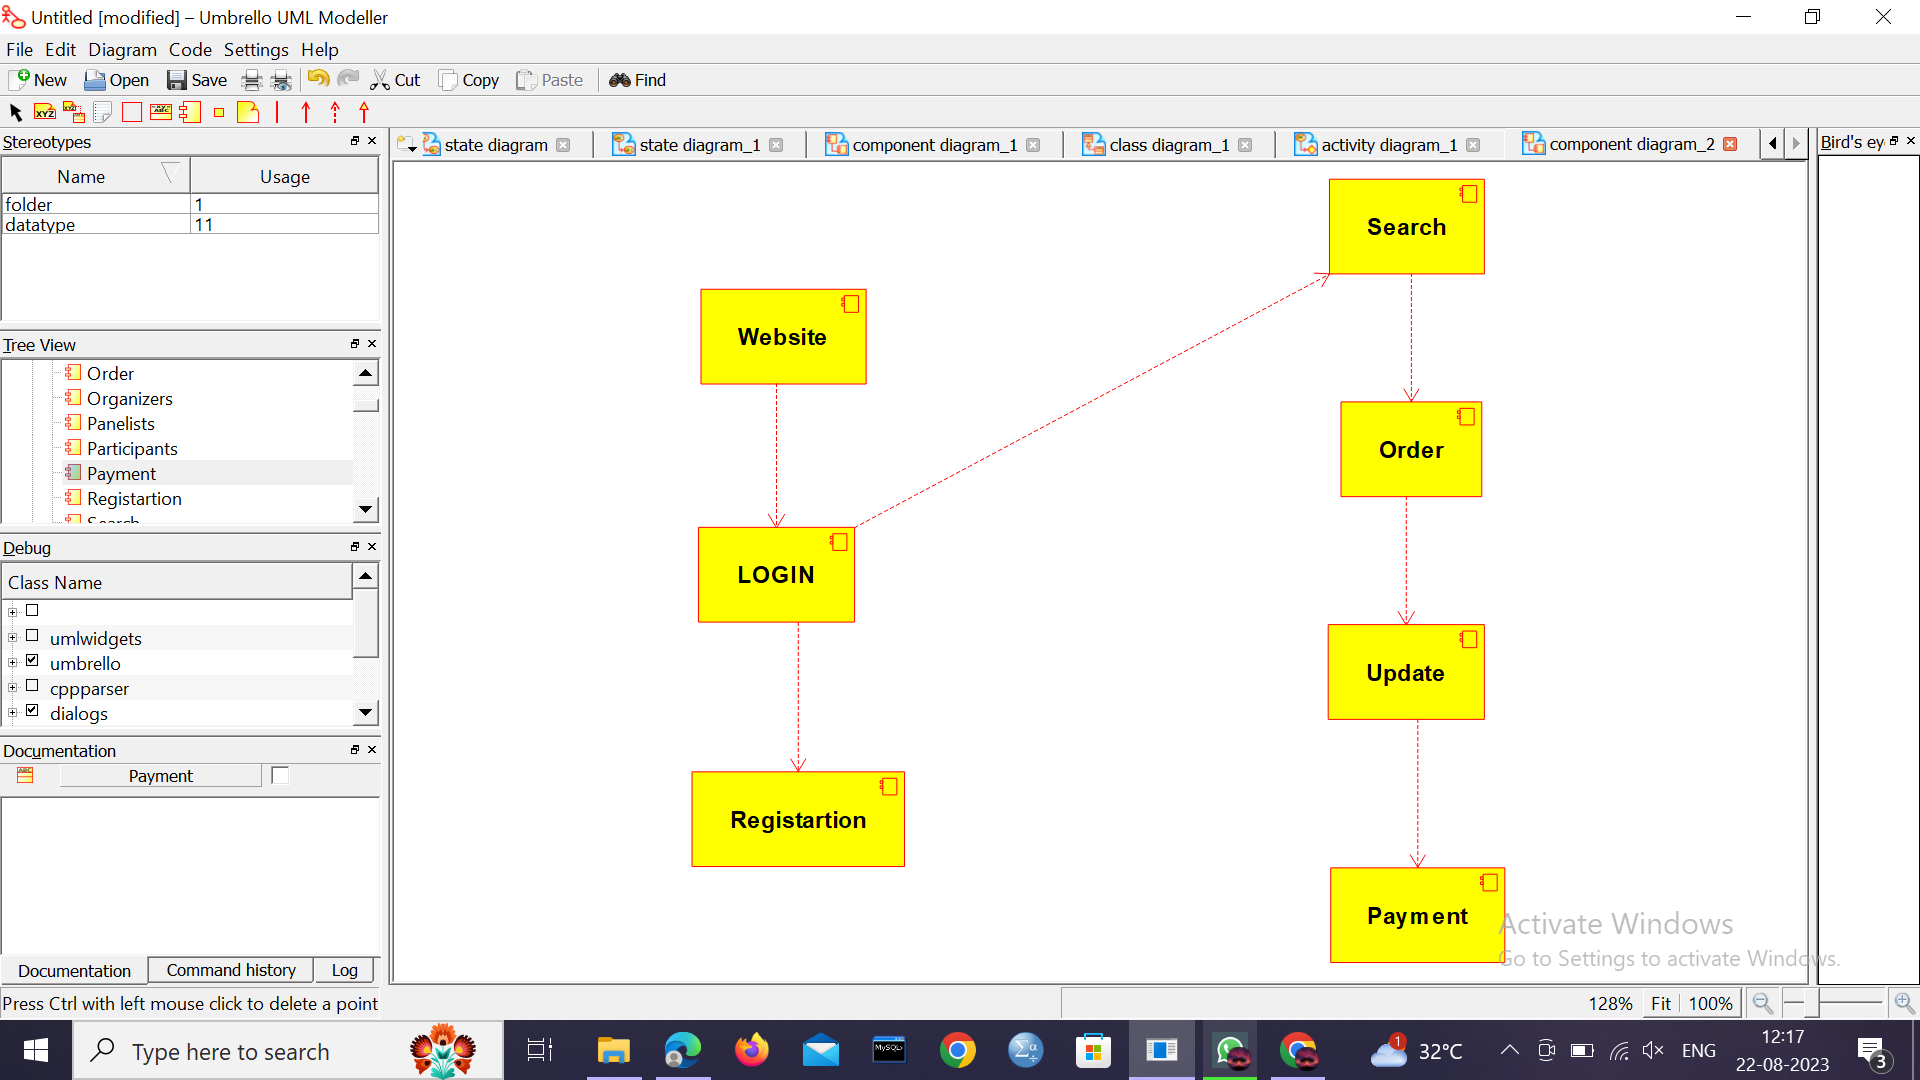 Untitled [modified] – Umbrello UML Modeller
File Edit Diagram Code Settings Help
New Open Save Cut Copy Paste Find
XYZ
Stereotypes
Name Usage
folder 1
datatype 11
Tree View
Order
Organizers
Panelists
Participants
Payment
Registartion
Search
Debug
Class Name
umlwidgets
umbrello
cppparser
dialogs
Documentation
Payment
Documentation Command history Log
Press Ctrl with left mouse click to delete a point
state diagram state diagram_1 component diagram_1 class diagram_1 activity diagram_1 component diagram_2
Bird's ey
Search
Website
Order
LOGIN
Update
Registartion
Payment
Activate Windows
Go to Settings to activate Windows.
128% Fit 100%
Type here to search
MySQL
1
32°C
ENG
12:17
22-08-2023
3